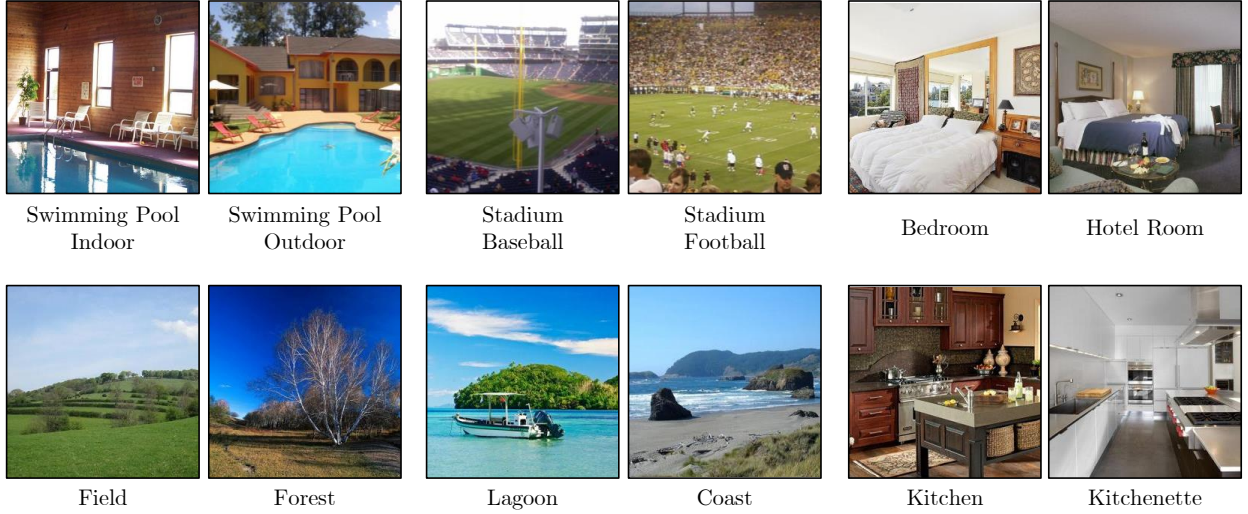 Swimming Pool
Indoor
Swimming Pool
Outdoor
Stadium
Baseball
Stadium
Football
Bedroom
Hotel Room
Field
Forest
Lagoon
Coast
Kitchen
Kitchenette